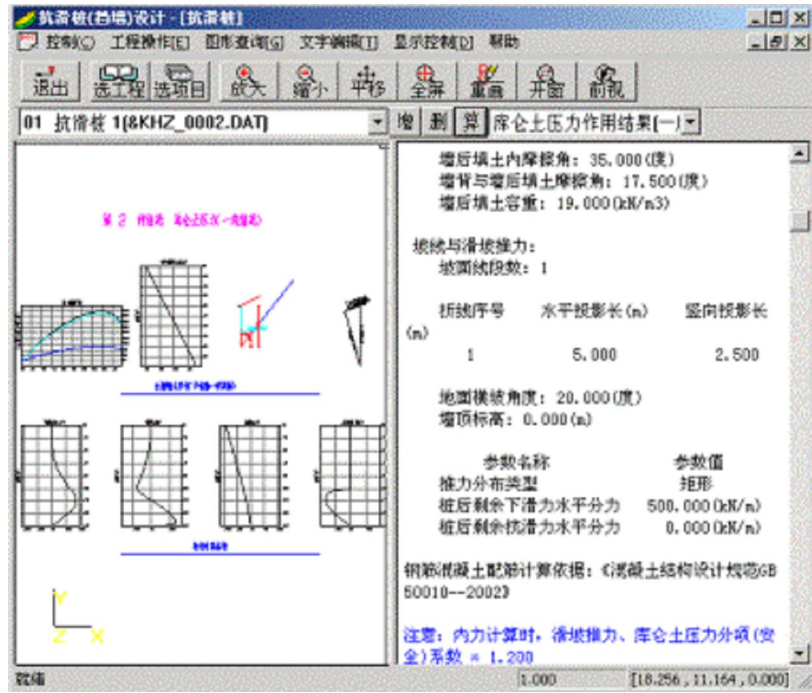 抗滑桩(挡墙)设计 - [抗滑桩]
控制(C) 工程操作[E] 图形查询[G] 文字编辑[T] 显示控制[D] 帮助
退出 选工程 选项目 放大 缩小 平移 全屏 重画 开窗 前视
01 抗滑桩 1(&KHZ_0002.DAT) 增 删 算 库仑土压力作用结果(一)
墙后填土内摩擦角: 35.000(度)
墙背与墙后填土摩擦角: 17.500(度)
墙后填土容重: 19.000(kN/m3)
坡线与滑坡推力:
坡面线段数: 1
折线序号 水平投影长(m) 竖向投影长
(m)
1 5.000 2.500
地面横坡角度: 20.000(度)
墙顶标高: 0.000(m)
参数名称 参数值
推力分布类型 矩形
桩后剩余下滑力水平分力 500.000(kN/m)
桩后剩余抗滑力水平分力 0.000(kN/m)
钢筋混凝土配筋计算依据:《混凝土结构设计规范GB
50010--2002》
注意: 内力计算时, 滑坡推力、库仑土压力分项(安
全)系数 = 1.200
Y
Z X
就绪 1.000 [18.256 , 11.164 , 0.000]